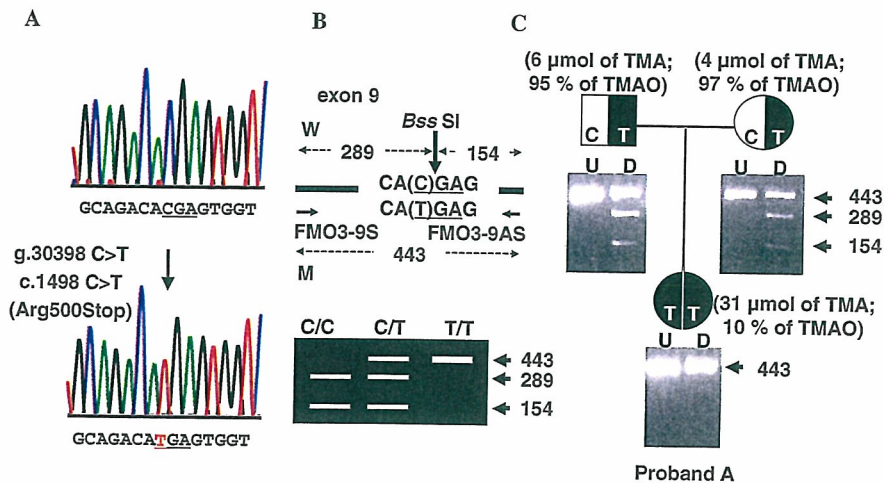 A
GCAGACACGAGTGGT
g.30398 C>T
c.1498 C>T
(Arg500Stop)
GCAGACATGAGTGGT
B
exon 9
Bss SI
W
289
154
CA(C)GAG
CA(T)GAG
FMO3-9S
FMO3-9AS
443
M
C/C
C/T
T/T
443
289
154
C
(6 µmol of TMA;
95 % of TMAO)
(4 µmol of TMA;
97 % of TMAO)
C T
C T
U D
U D
443
289
154
T T
(31 µmol of TMA;
10 % of TMAO)
U D
443
Proband A